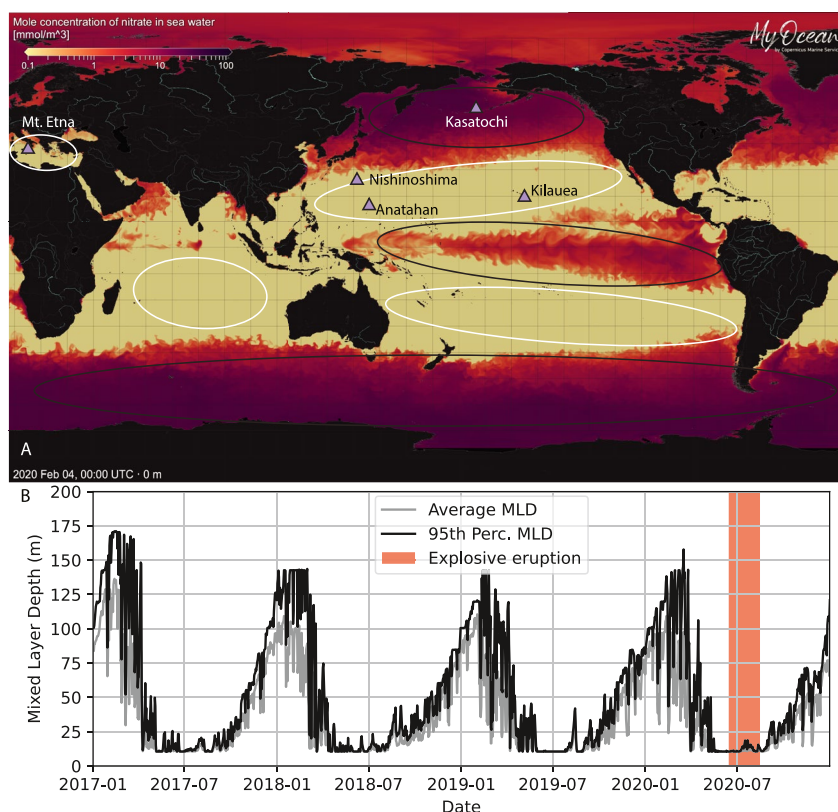 Mole concentration of nitrate in sea water
[mmol/m^3]
0.1 1 10 100
My Ocean
by Copernicus Marine Service
Mt. Etna
Kasatochi
Nishinoshima
Kilauea
Anatahan
A
2020 Feb 04, 00:00 UTC · 0 m
B
200
175
150
125
100
75
50
25
0
Mixed Layer Depth (m)
Average MLD
95th Perc. MLD
Explosive eruption
2017-01 2017-07 2018-01 2018-07 2019-01 2019-07 2020-01 2020-07
Date